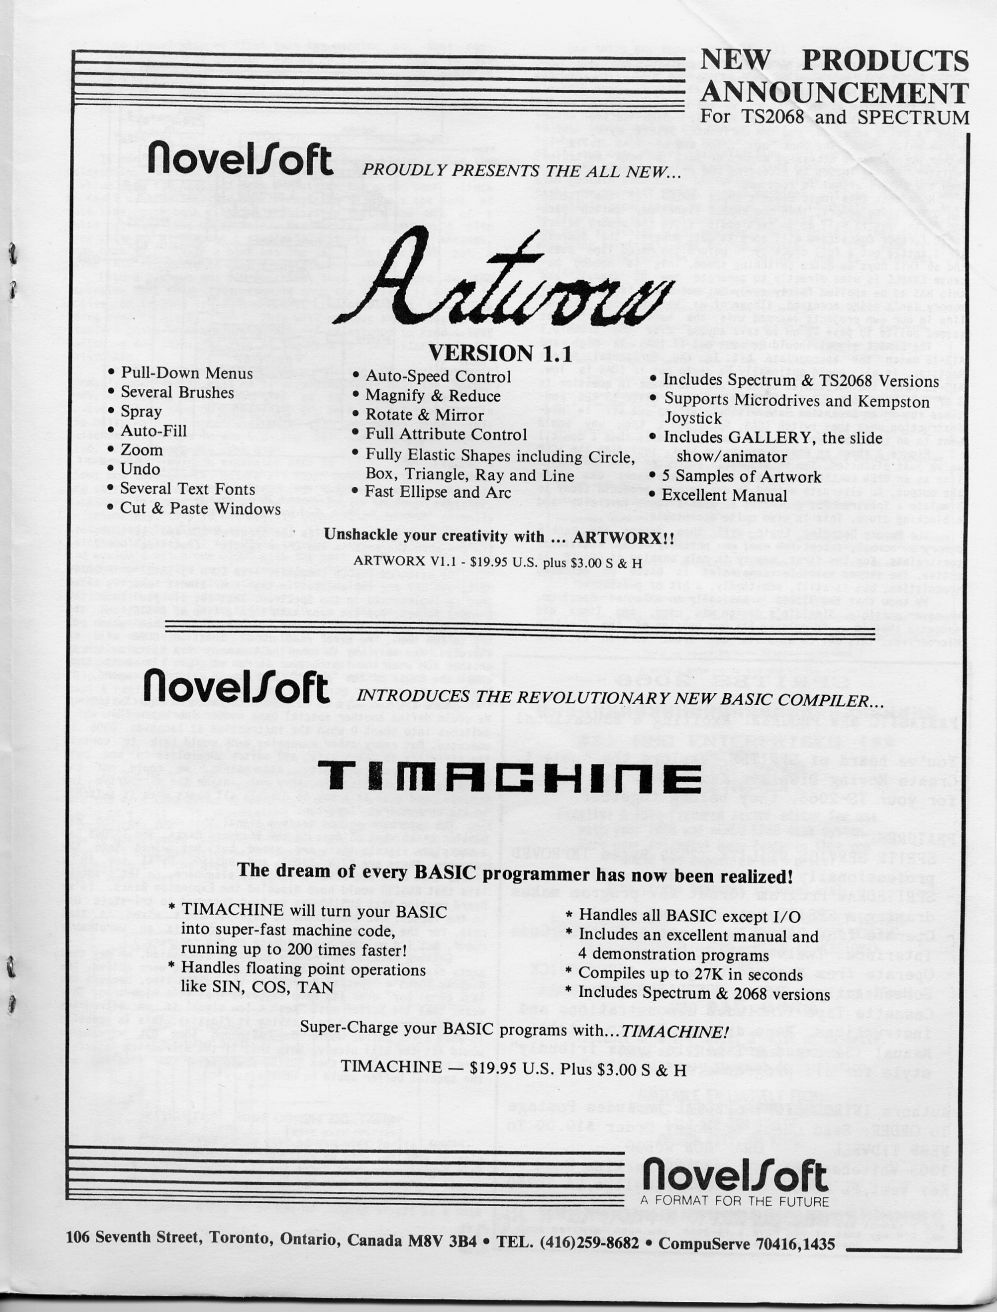 NEW PRODUCTS
ANNOUNCEMENT
For TS2068 and SPECTRUM
NovelSoft PROUDLY PRESENTS THE ALL NEW...
Artworx
VERSION 1.1
• Pull-Down Menus
• Several Brushes
• Spray
• Auto-Fill
• Zoom
• Undo
• Several Text Fonts
• Cut & Paste Windows
• Auto-Speed Control
• Magnify & Reduce
• Rotate & Mirror
• Full Attribute Control
• Fully Elastic Shapes including Circle,
Box, Triangle, Ray and Line
• Fast Ellipse and Arc
• Includes Spectrum & TS2068 Versions
• Supports Microdrives and Kempston
Joystick
• Includes GALLERY, the slide
show/animator
• 5 Samples of Artwork
• Excellent Manual
Unshackle your creativity with ... ARTWORX!!
ARTWORX V1.1 - $19.95 U.S. plus $3.00 S & H
NovelSoft INTRODUCES THE REVOLUTIONARY NEW BASIC COMPILER...
TIMACHINE
The dream of every BASIC programmer has now been realized!
* TIMACHINE will turn your BASIC
into super-fast machine code,
running up to 200 times faster!
* Handles floating point operations
like SIN, COS, TAN
* Handles all BASIC except I/O
* Includes an excellent manual and
4 demonstration programs
* Compiles up to 27K in seconds
* Includes Spectrum & 2068 versions
Super-Charge your BASIC programs with...TIMACHINE!
TIMACHINE — $19.95 U.S. Plus $3.00 S & H
NovelSoft
A FORMAT FOR THE FUTURE
106 Seventh Street, Toronto, Ontario, Canada M8V 3B4 • TEL. (416)259-8682 • CompuServe 70416,1435